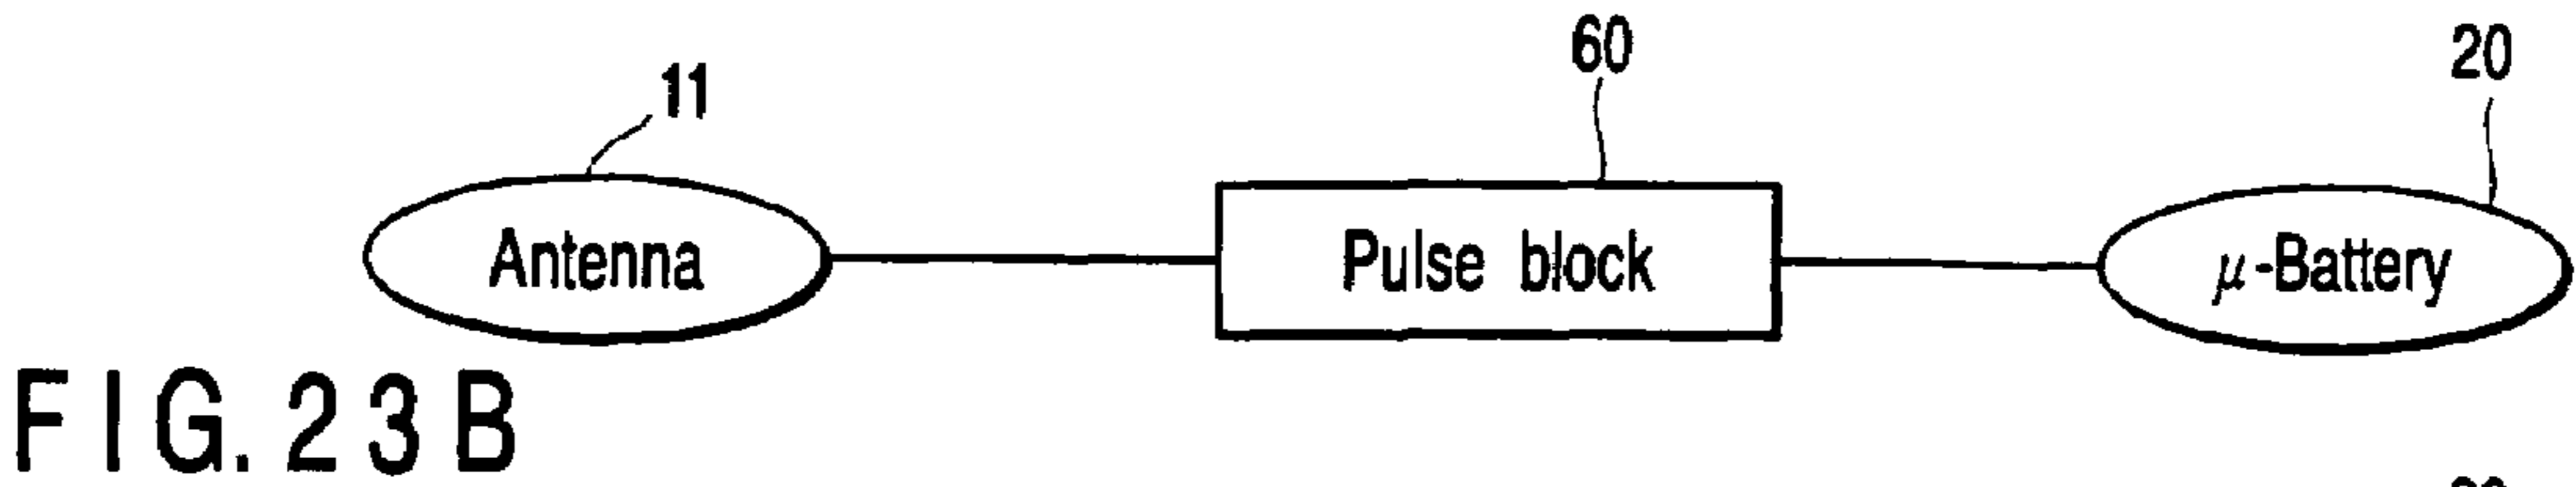 11
60
20
Antenna
Pulse block
μ-Battery
FIG. 23B